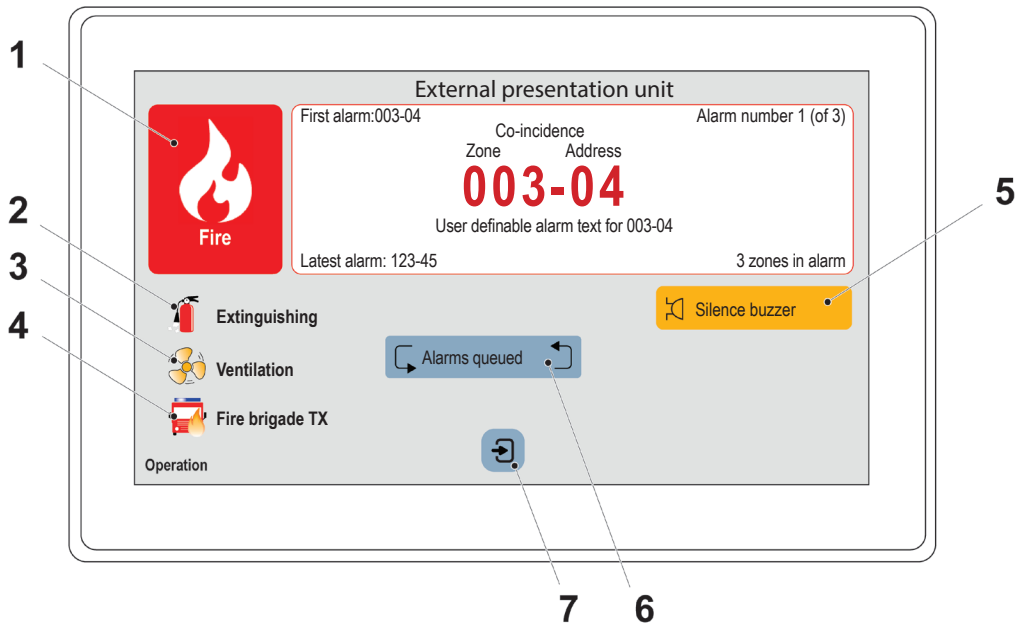 1
External presentation unit
First alarm:003-04
Alarm number 1 (of 3)
Co-incidence
Zone Address
003-04
User definable alarm text for 003-04
Fire
Latest alarm: 123-45
3 zones in alarm
2
5
3
4
Extinguishing
Silence buzzer
Alarms queued
Ventilation
Fire brigade TX
Operation
7
6